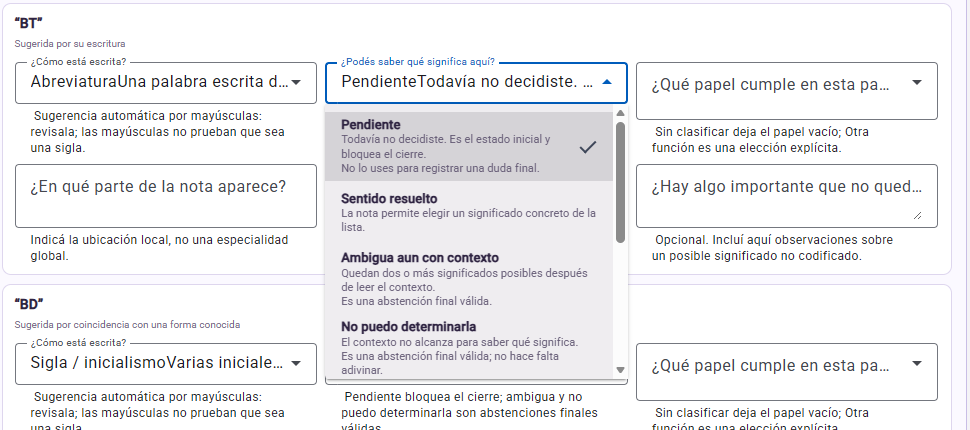 “BT”
Sugerida por su escritura
¿Cómo está escrita?
AbreviaturaUna palabra escrita d...
Sugerencia automática por mayúsculas:
revisala; las mayúsculas no prueban que sea
una sigla.
¿Podés saber qué significa aquí?
PendienteTodavía no decidiste. ...
¿Qué papel cumple en esta pa...
Sin clasificar deja el papel vacío; Otra
función es una elección explícita.
Pendiente
Todavía no decidiste. Es el estado inicial y
bloquea el cierre.
No lo uses para registrar una duda final.
Sentido resuelto
La nota permite elegir un significado concreto de la
lista.
Ambigua aun con contexto
Quedan dos o más significados posibles después
de leer el contexto.
Es una abstención final válida.
No puedo determinarla
El contexto no alcanza para saber qué significa.
Es una abstención final válida; no hace falta
adivinar.
¿En qué parte de la nota aparece?
Indicá la ubicación local, no una especialidad
global.
¿Hay algo importante que no qued...
Opcional. Incluí aquí observaciones sobre
un posible significado no codificado.
“BD”
Sugerida por coincidencia con una forma conocida
¿Cómo está escrita?
Sigla / inicialismoVarias iniciale...
Sugerencia automática por mayúsculas:
revisala; las mayúsculas no prueban que sea
una sigla.
Pendiente bloquea el cierre; ambigua y no
puedo determinarla son abstenciones finales
válidas.
¿Qué papel cumple en esta pa...
Sin clasificar deja el papel vacío; Otra
función es una elección explícita.